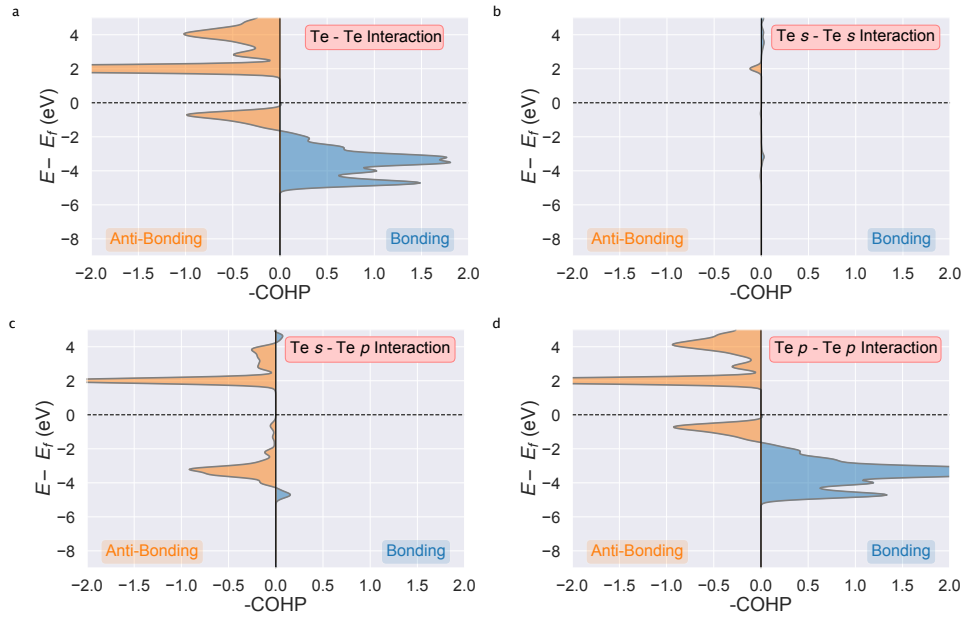 a
Te - Te Interaction
4
2
0
−2
−4
−6
−8
E − E_f (eV)
Anti-Bonding
Bonding
−2.0 −1.5 −1.0 −0.5 0.0 0.5 1.0 1.5 2.0
-COHP
b
Te s - Te s Interaction
4
2
0
−2
−4
−6
−8
E − E_f (eV)
Anti-Bonding
Bonding
−2.0 −1.5 −1.0 −0.5 0.0 0.5 1.0 1.5 2.0
-COHP
c
Te s - Te p Interaction
4
2
0
−2
−4
−6
−8
E − E_f (eV)
Anti-Bonding
Bonding
−2.0 −1.5 −1.0 −0.5 0.0 0.5 1.0 1.5 2.0
-COHP
d
Te p - Te p Interaction
4
2
0
−2
−4
−6
−8
E − E_f (eV)
Anti-Bonding
Bonding
−2.0 −1.5 −1.0 −0.5 0.0 0.5 1.0 1.5 2.0
-COHP